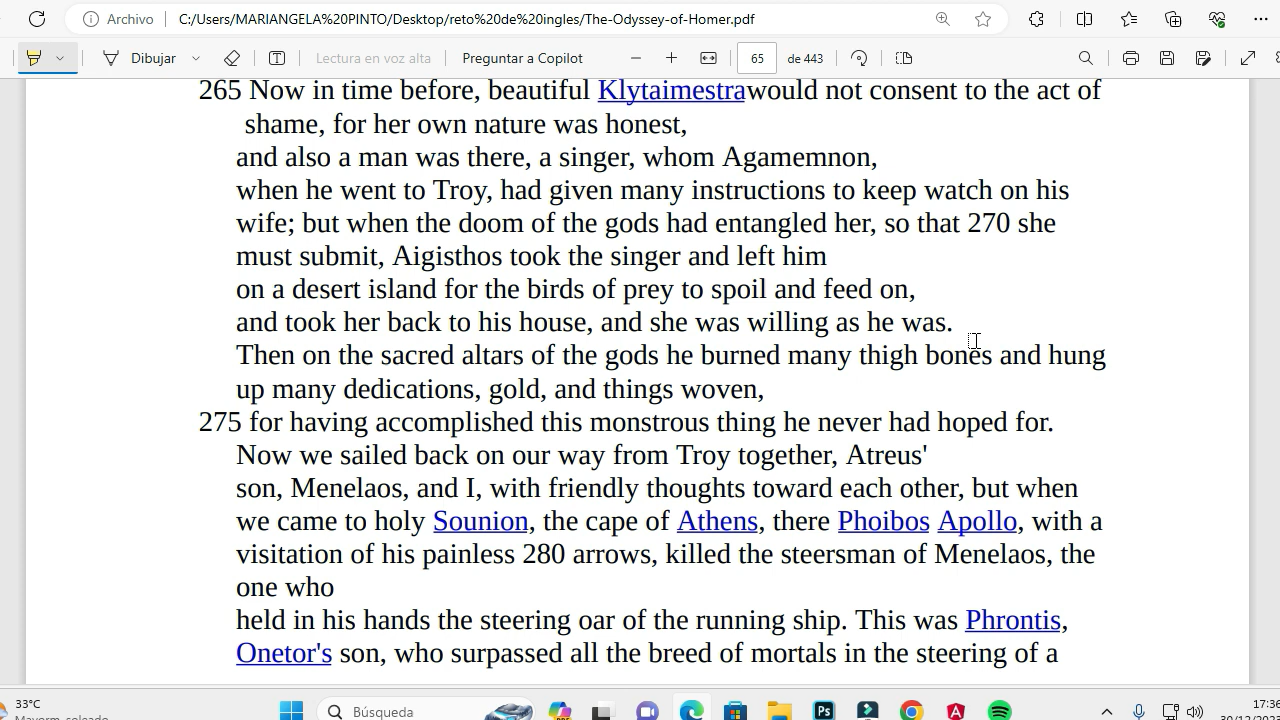 Archivo C:/Users/MARIANGELA%20PINTO/Desktop/reto%20de%20ingles/The-Odyssey-of-Homer.pdf
Dibujar Lectura en voz alta Preguntar a Copilot 65 de 443
265 Now in time before, beautiful Klytaimestrawould not consent to the act of
shame, for her own nature was honest,
and also a man was there, a singer, whom Agamemnon,
when he went to Troy, had given many instructions to keep watch on his
wife; but when the doom of the gods had entangled her, so that 270 she
must submit, Aigisthos took the singer and left him
on a desert island for the birds of prey to spoil and feed on,
and took her back to his house, and she was willing as he was.
Then on the sacred altars of the gods he burned many thigh bones and hung
up many dedications, gold, and things woven,
275 for having accomplished this monstrous thing he never had hoped for.
Now we sailed back on our way from Troy together, Atreus'
son, Menelaos, and I, with friendly thoughts toward each other, but when
we came to holy Sounion, the cape of Athens, there Phoibos Apollo, with a
visitation of his painless 280 arrows, killed the steersman of Menelaos, the
one who
held in his hands the steering oar of the running ship. This was Phrontis,
Onetor's son, who surpassed all the breed of mortals in the steering of a
33°C Búsqueda Ps 17:36